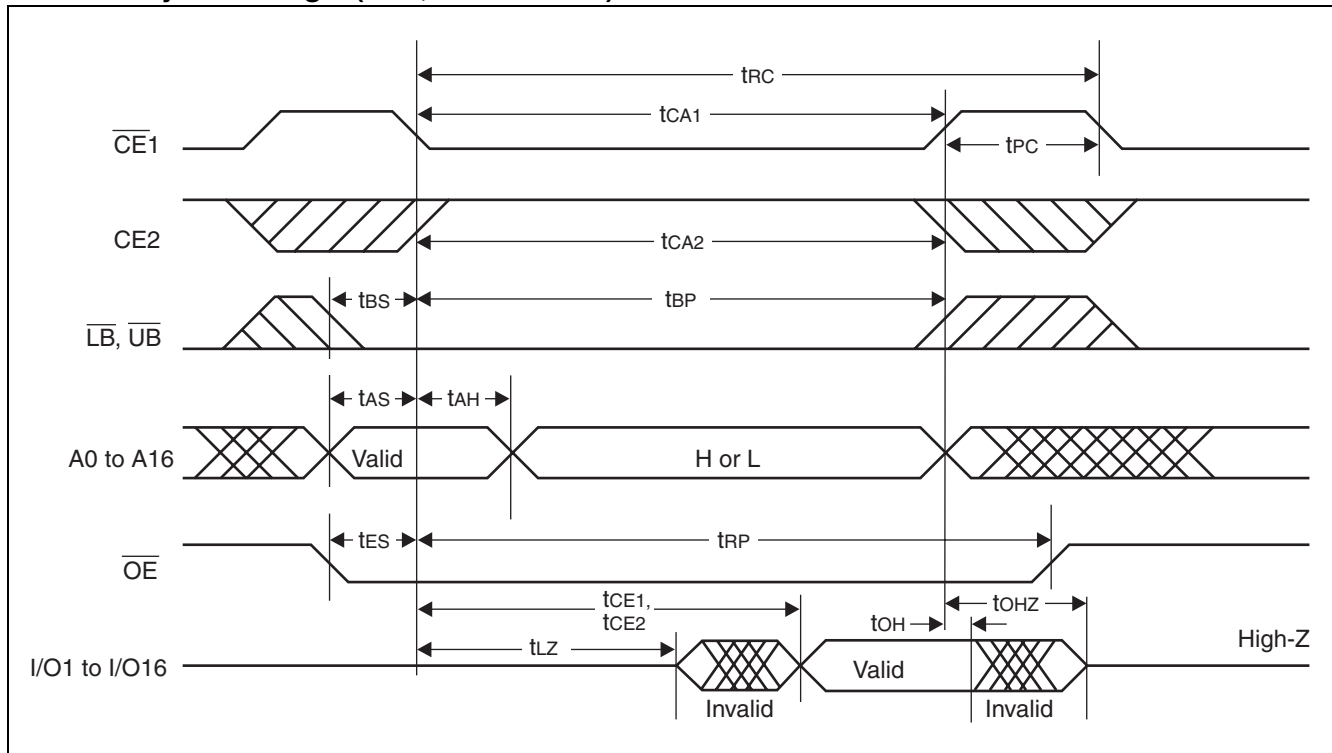 tRC
tCA1
CE1
tPC
CE2
tCA2
tBS
tBP
LB, UB
tAS
tAH
A0 to A16
Valid
H or L
tES
tRP
OE
tCE1,
tCE2
tOHZ
tOH
tLZ
High-Z
I/O1 to I/O16
Valid
Invalid
Invalid